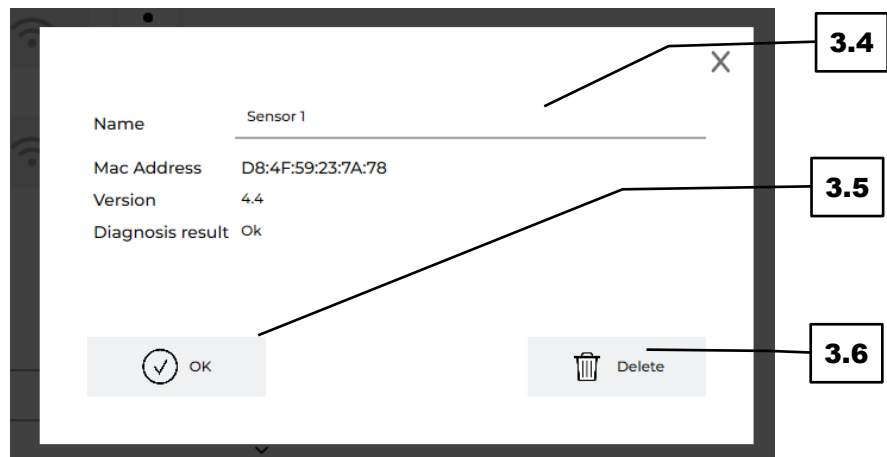 3.4
X
Name Sensor 1
Mac Address D8:4F:59:23:7A:78
3.5
Version 4.4
Diagnosis result Ok
OK
Delete
3.6